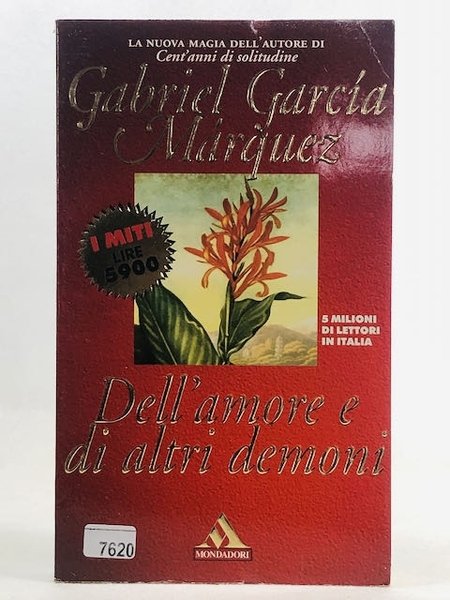 LA NUOVA MAGIA DELL'AUTORE DI
Cent'anni di solitudine
Gabriel García
Márquez
I MITI
LIRE
5900
5 MILIONI
DI LETTORI
IN ITALIA
Dell'amore e
di altri demoni
7620
MONDADORI